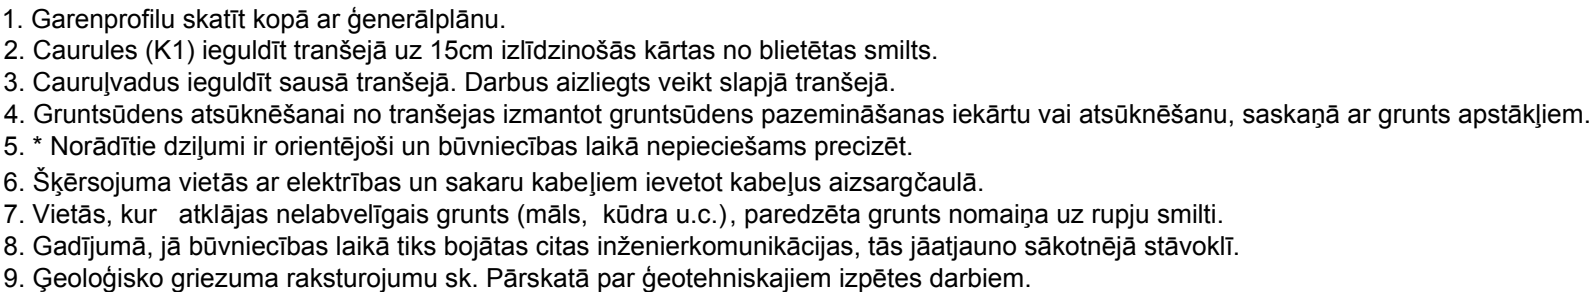 1. Garenprofilu skatīt kopā ar ģenerālplānu.
2. Caurules (K1) ieguldīt tranšejā uz 15cm izlīdzinošās kārtas no blietētas smilts.
3. Cauruļvadus ieguldīt sausā tranšejā. Darbus aizliegts veikt slapjā tranšejā.
4. Gruntsūdens atsūknēšanai no tranšejas izmantot gruntsūdens pazemināšanas iekārtu vai atsūknēšanu, saskaņā ar grunts apstākļiem.
5. * Norādītie dziļumi ir orientējoši un būvniecības laikā nepieciešams precizēt.
6. Šķērsojuma vietās ar elektrības un sakaru kabeļiem ievetot kabeļus aizsargčaulā.
7. Vietās, kur atklājas nelabvelīgais grunts (māls, kūdra u.c.), paredzēta grunts nomaiņa uz rupju smilti.
8. Gadījumā, jā būvniecības laikā tiks bojātas citas inženierkomunikācijas, tās jāatjauno sākotnējā stāvoklī.
9. Ģeoloģisko griezuma raksturojumu sk. Pārskatā par ģeotehniskajiem izpētes darbiem.